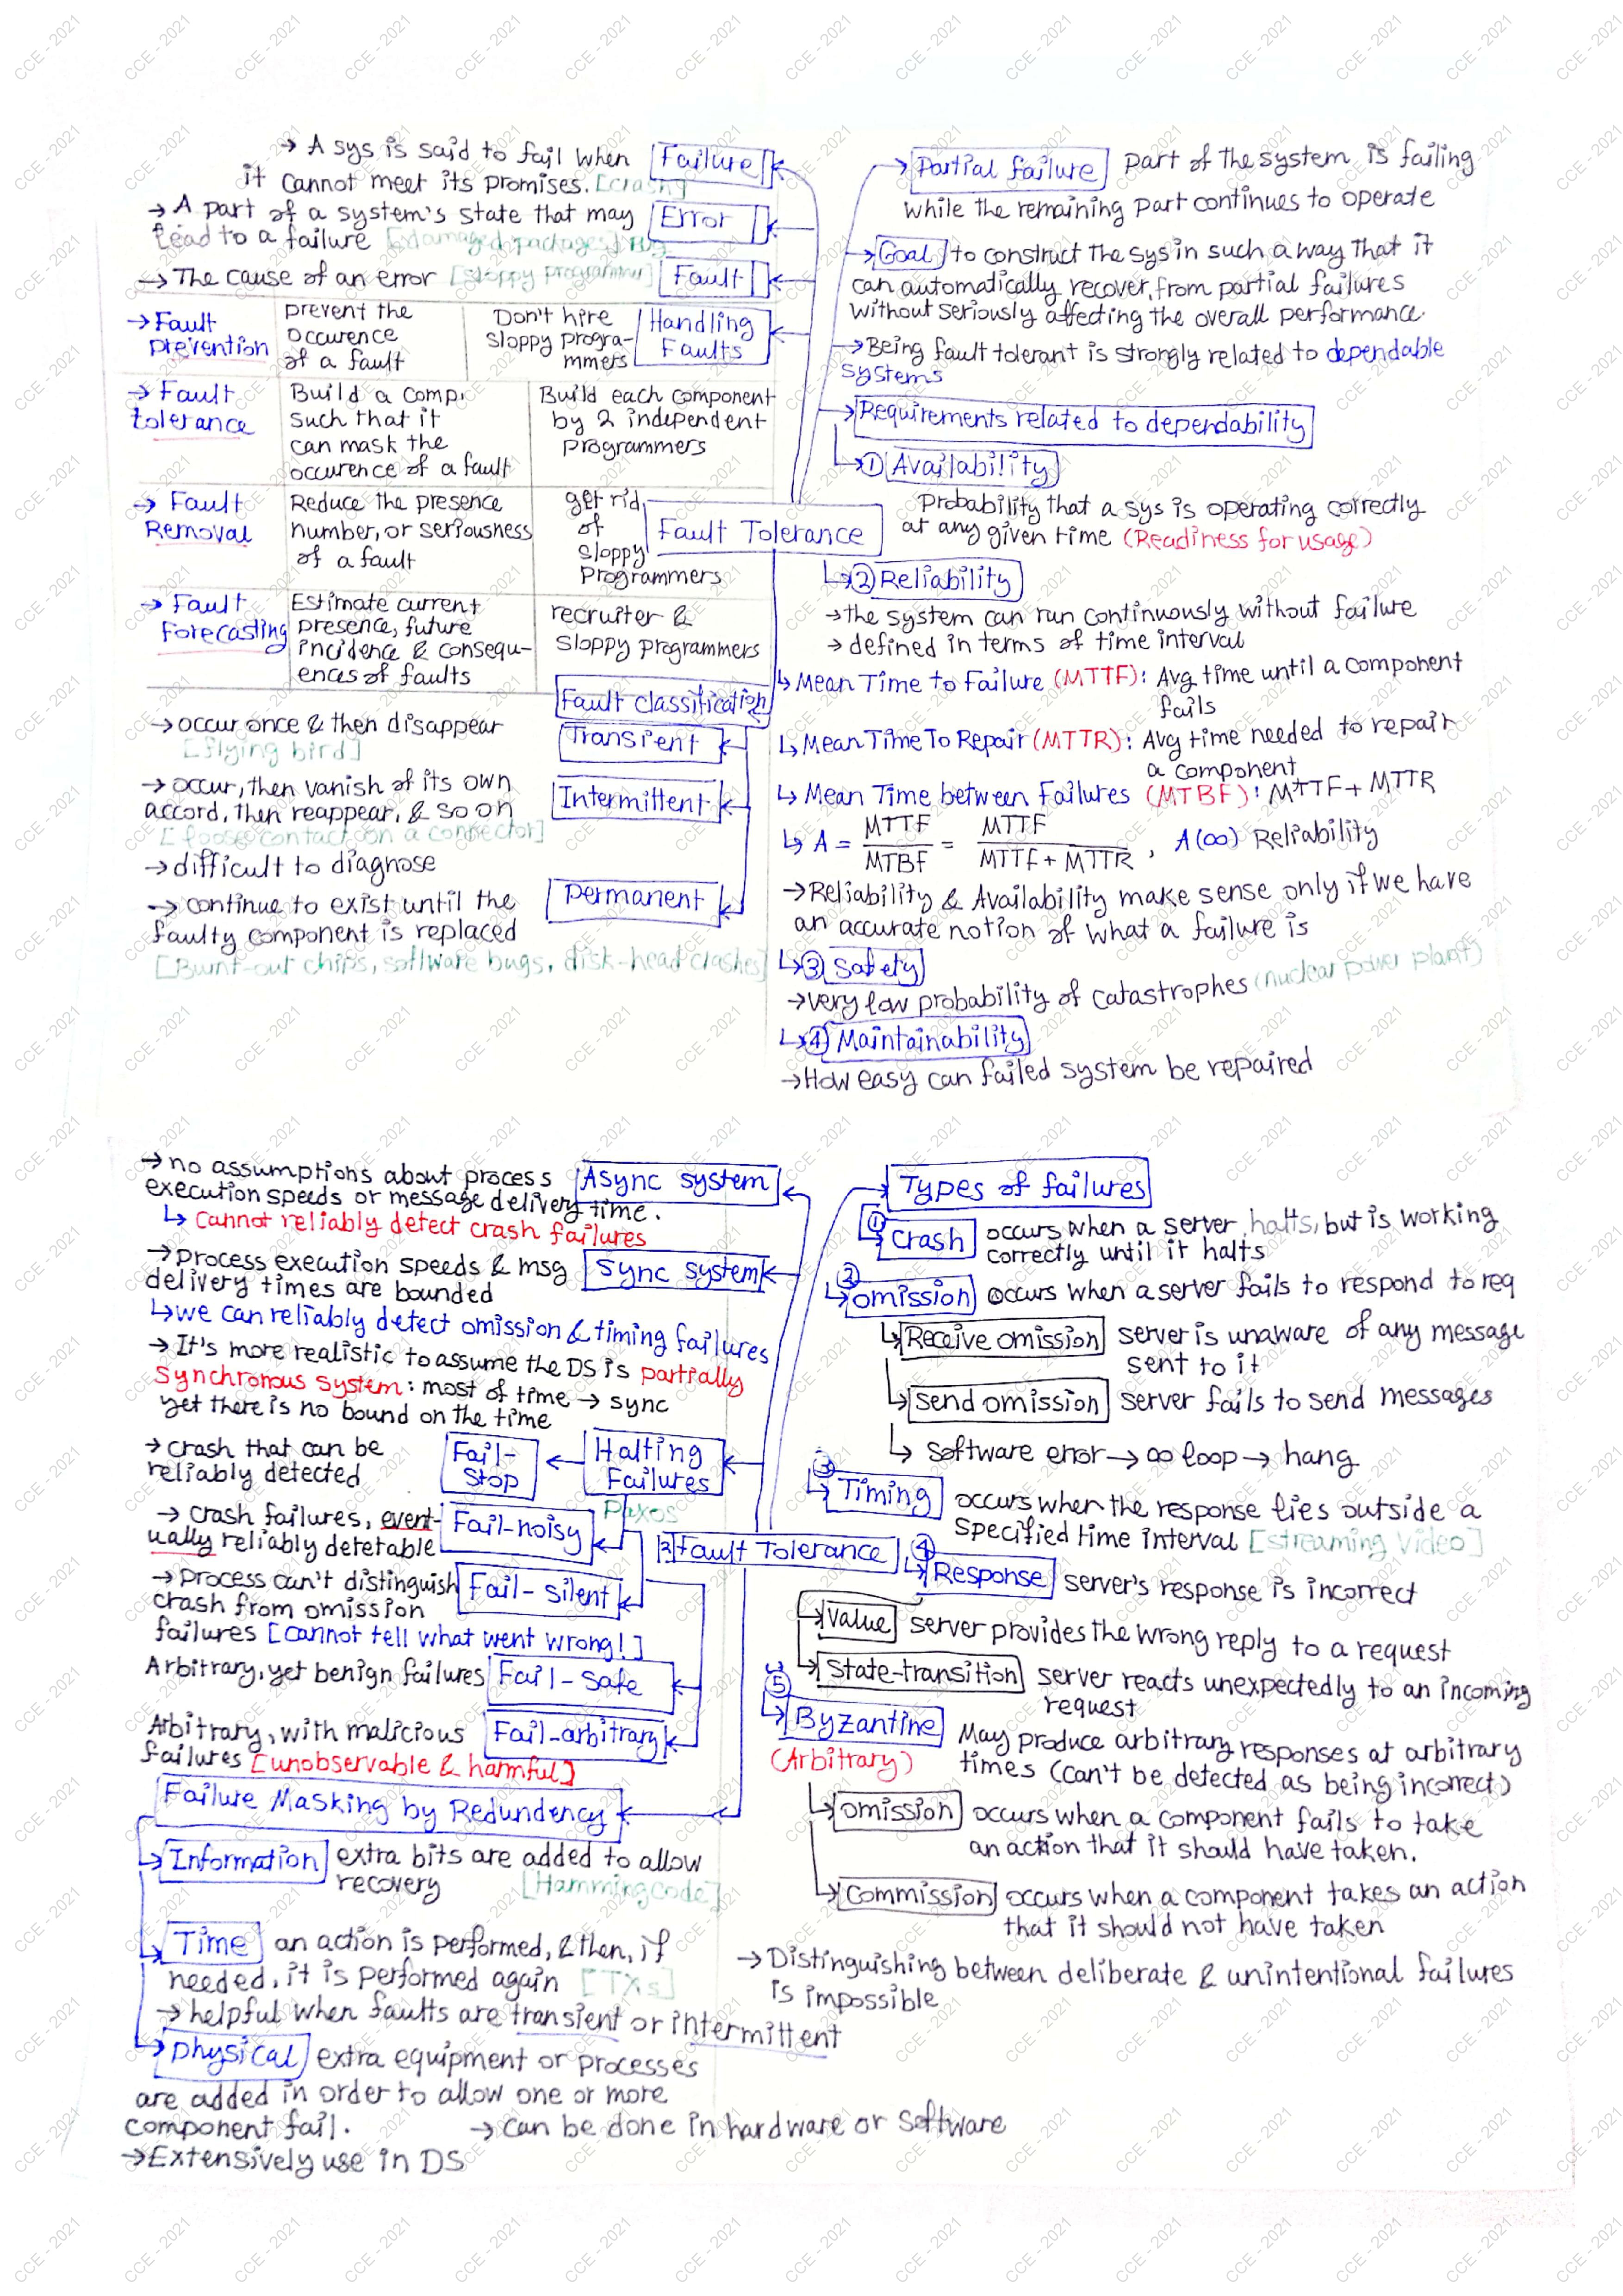 → A sys is said to fail when
it cannot meet its promises. [crash]
Failure
→ A part of a system's state that may
lead to a failure [damaged packages] Bug
Error
→ The cause of an error [sloppy programmer]
Fault
Handling Faults
→ Fault prevention
prevent the
occurence
of a fault
Don't hire
sloppy progra-
mmers
→ Fault tolerance
Build a comp.
such that it
can mask the
occurence of a fault
Build each component
by 2 independent
programmers
→ Fault Removal
Reduce the presence
number, or seriousness
of a fault
get rid
of
sloppy
Programmers
→ Fault Forecasting
Estimate current
presence, future
incidence & consequ-
ences of faults
recruiter &
sloppy programmers
Fault Tolerance
Fault classification
→ occur once & then disappear
[flying bird]
Transient
→ occur, then vanish of its own
accord, then reappear, & so on
[loose contact on a connector]
→ difficult to diagnose
Intermittent
→ continue to exist until the
faulty component is replaced
[Burnt-out chips, software bugs, disk-head crashes]
Permanent
→ Partial failure part of the system is failing
while the remaining part continues to operate
→ Goal to construct the sys in such a way that it
can automatically recover from partial failures
without seriously affecting the overall performance.
→ Being fault tolerant is strongly related to dependable
systems
→ Requirements related to dependability
→ ① Availability
Probability that a sys is operating correctly
at any given time (Readiness for usage)
→ ② Reliability
→ the system can run continuously without failure
→ defined in terms of time interval
↳ Mean Time to Failure (MTTF): Avg time until a component
fails
↳ Mean Time To Repair (MTTR): Avg time needed to repair
a component
↳ Mean Time between Failures (MTBF): MTTF + MTTR
↳ A = MTTF / MTBF = MTTF / MTTF + MTTR , A(∞) Reliability
→ Reliability & Availability make sense only if we have
an accurate notion of what a failure is
↳ ③ Safety
→ very low probability of catastrophes (nuclear power plant)
↳ ④ Maintainability
→ How easy can failed system be repaired
→ no assumptions about process
execution speeds or message delivery time.
↳ Cannot reliably detect crash failures
Async system
→ Process execution speeds & msg
delivery times are bounded
↳ we can reliably detect omission & timing failures
Sync system
→ It's more realistic to assume the DS is partially
synchronous system: most of time → sync
yet there is no bound on the time
Halting Failures
Paxos
→ crash that can be
reliably detected
Fail-Stop
→ crash failures, event-
ually reliably detetable
Fail-noisy
→ Process can't distinguish
crash from omission
failures [cannot tell what went wrong!]
Fail-silent
Arbitrary, yet benign failures
Fail-Safe
Arbitrary, with malicious
failures [unobservable & harmful]
Fail-arbitrary
2 Fault Tolerance
Failure Masking by Redundency
→ Information extra bits are added to allow
recovery [Hamming code]
→ Time an action is performed, & then, if
needed, it is performed again [TXs]
→ helpful when faults are transient or intermittent
→ physical extra equipment or processes
are added in order to allow one or more
component fail. → can be done in hardware or software
→ Extensively use in DS
→ Types of failures
① Crash occurs when a server halts, but is working
correctly until it halts
② omission occurs when a server fails to respond to req
↳ Receive omission server is unaware of any message
sent to it
→ send omission server fails to send messages
↳ software error → ∞ loop → hang
③ Timing occurs when the response lies outside a
specified time interval [streaming video]
④ Response server's response is incorrect
→ value server provides the wrong reply to a request
→ State-transition server reacts unexpectedly to an incoming
request
⑤ Byzantine May produce arbitrary responses at arbitrary
(Arbitrary) times (can't be detected as being incorrect)
↳ omission occurs when a component fails to take
an action that it should have taken.
↳ commission occurs when a component takes an action
that it should not have taken
→ Distinguishing between deliberate & unintentional failures
is impossible
CCE - 2021